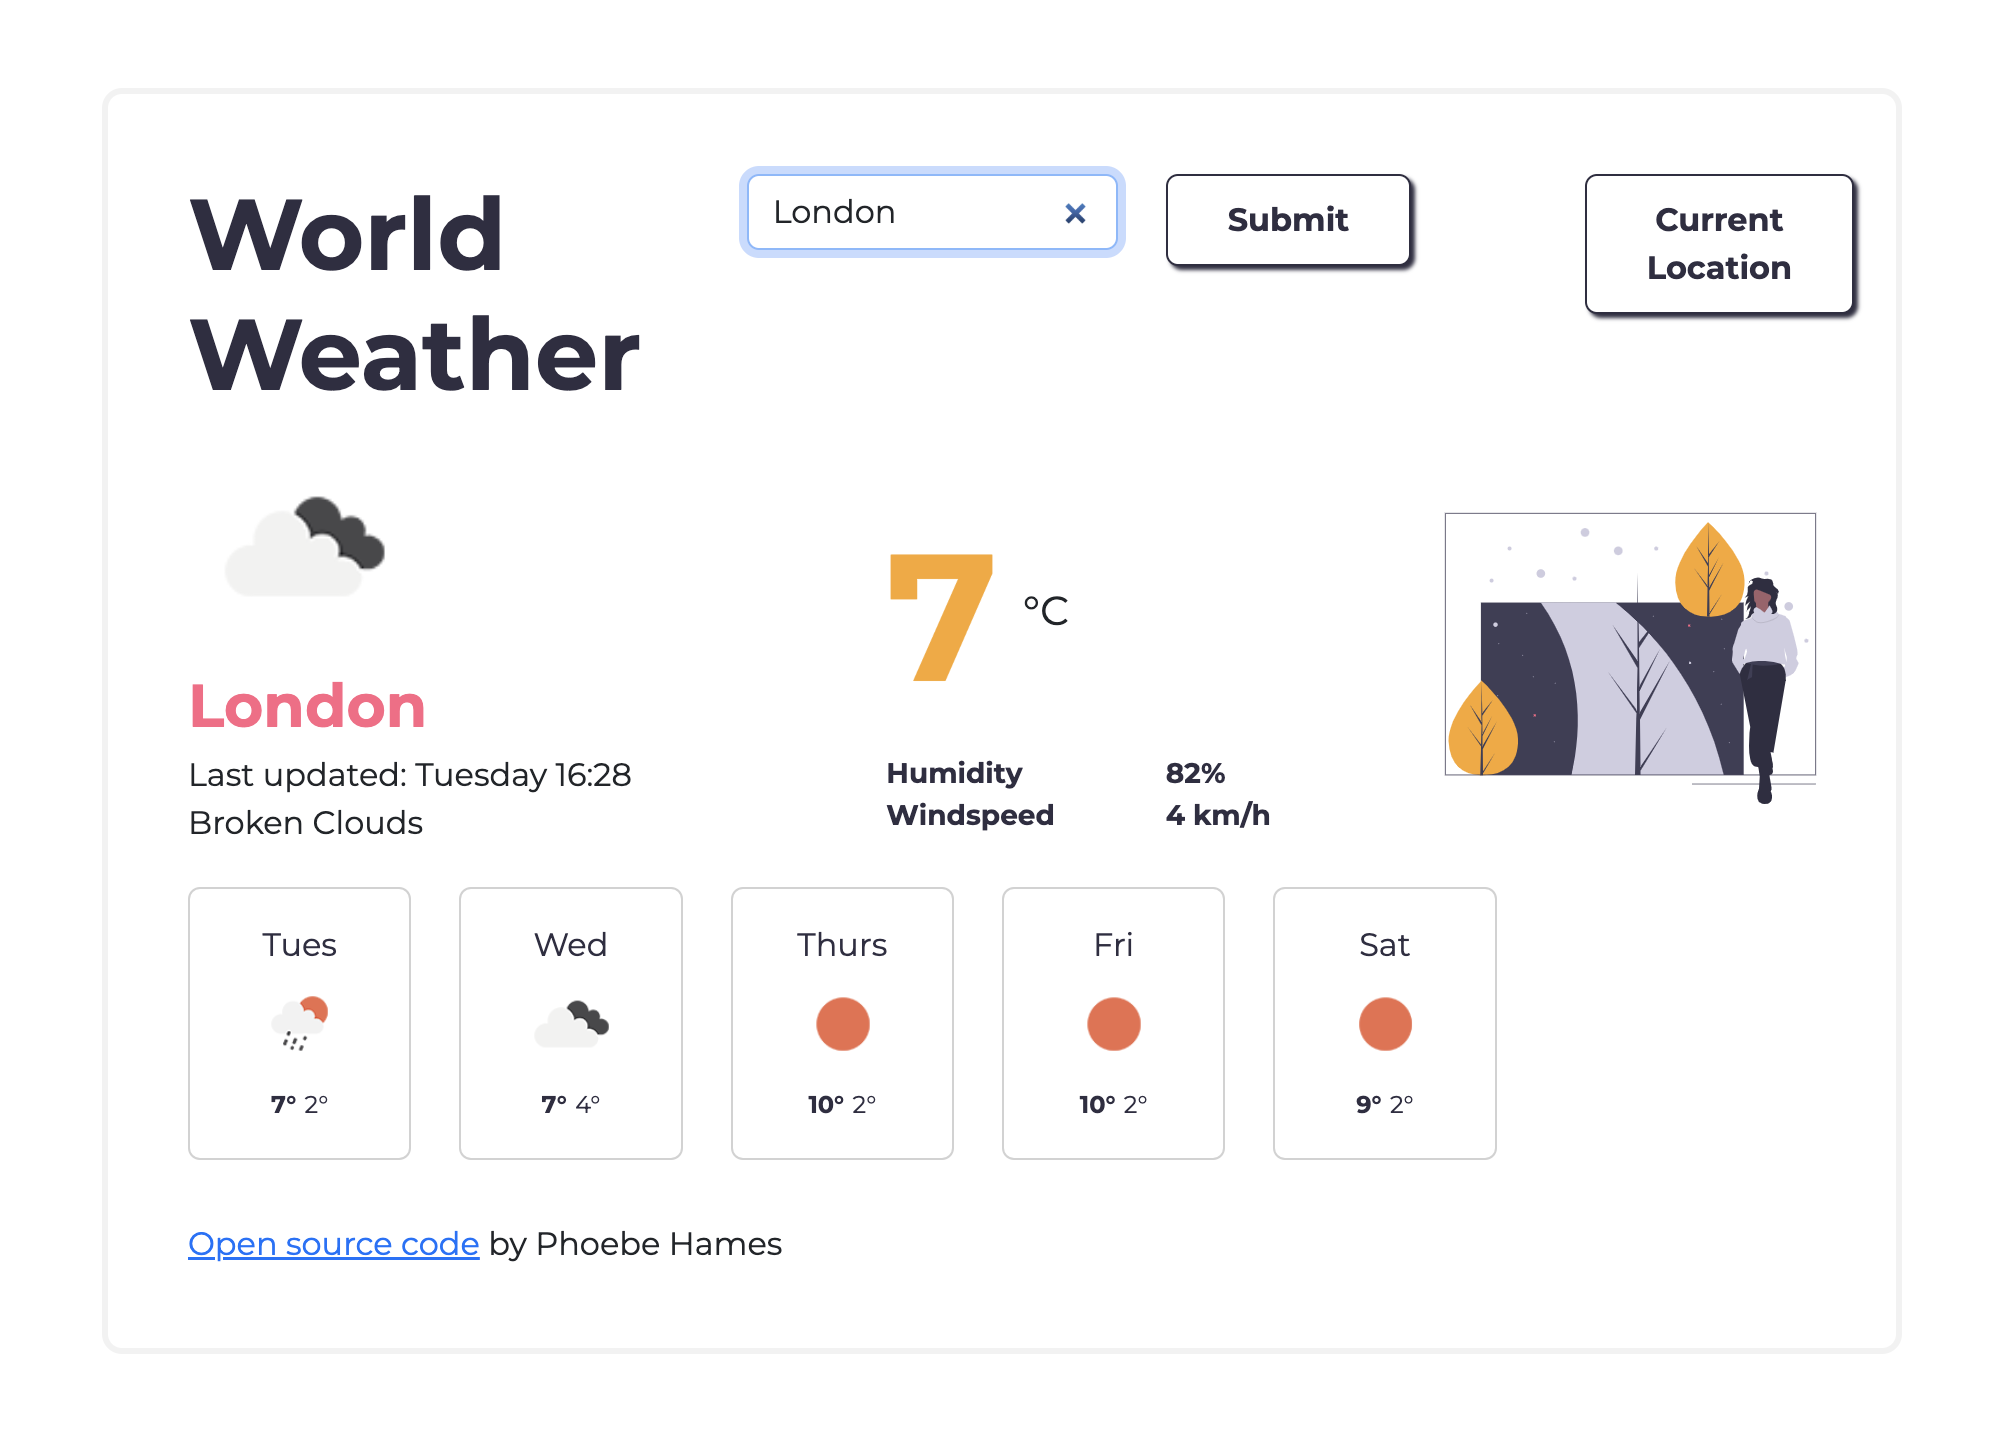 World
Weather
London
Submit
Current
Location
7 °C
London
Last updated: Tuesday 16:28
Broken Clouds
Humidity 82%
Windspeed 4 km/h
Tues
7° 2°
Wed
7° 4°
Thurs
10° 2°
Fri
10° 2°
Sat
9° 2°
Open source code by Phoebe Hames